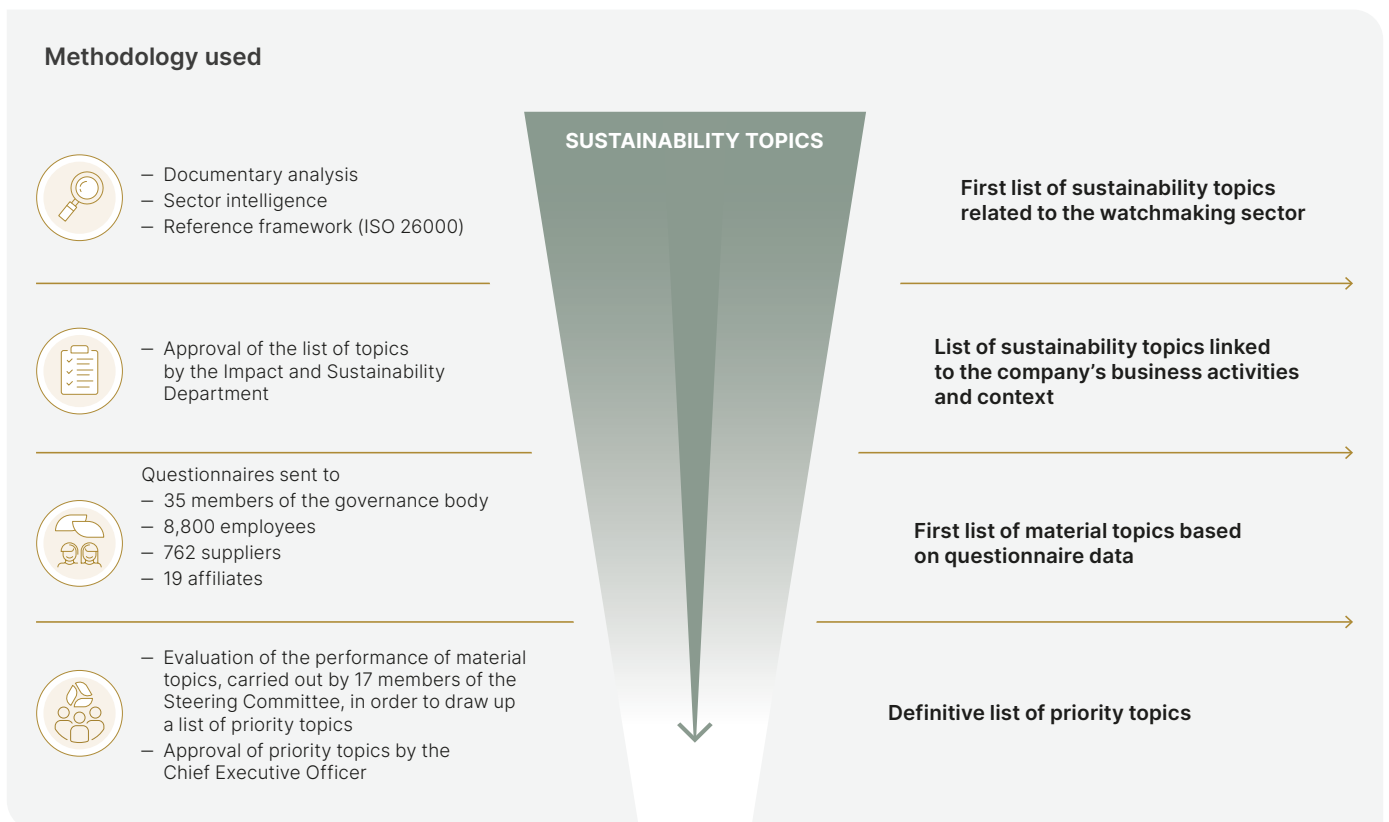 Methodology used
SUSTAINABILITY TOPICS
– Documentary analysis
– Sector intelligence
– Reference framework (ISO 26000)
First list of sustainability topics
related to the watchmaking sector
– Approval of the list of topics
by the Impact and Sustainability
Department
List of sustainability topics linked
to the company’s business activities
and context
Questionnaires sent to
– 35 members of the governance body
– 8,800 employees
– 762 suppliers
– 19 affiliates
First list of material topics based
on questionnaire data
– Evaluation of the performance of material
topics, carried out by 17 members of the
Steering Committee, in order to draw up
a list of priority topics
– Approval of priority topics by the
Chief Executive Officer
Definitive list of priority topics